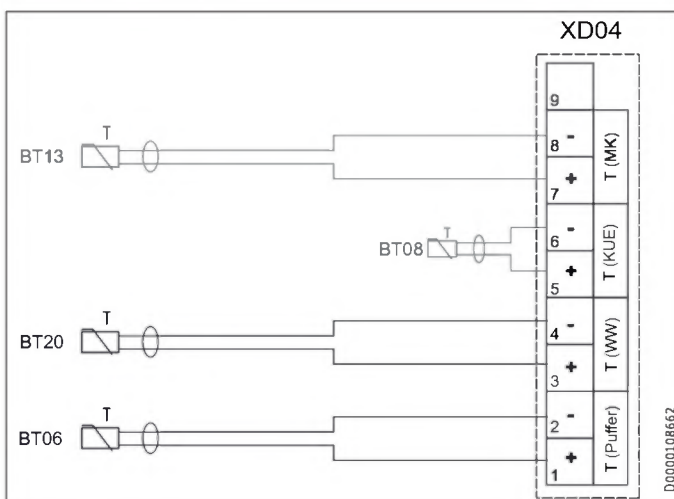 XD04
9
BT13
T
8
-
7
+
T (MK)
BT08
T
6
-
5
+
T (KUE)
BT20
T
4
-
3
+
T (WW)
BT06
T
2
-
1
+
T (Puffer)
D0000108662